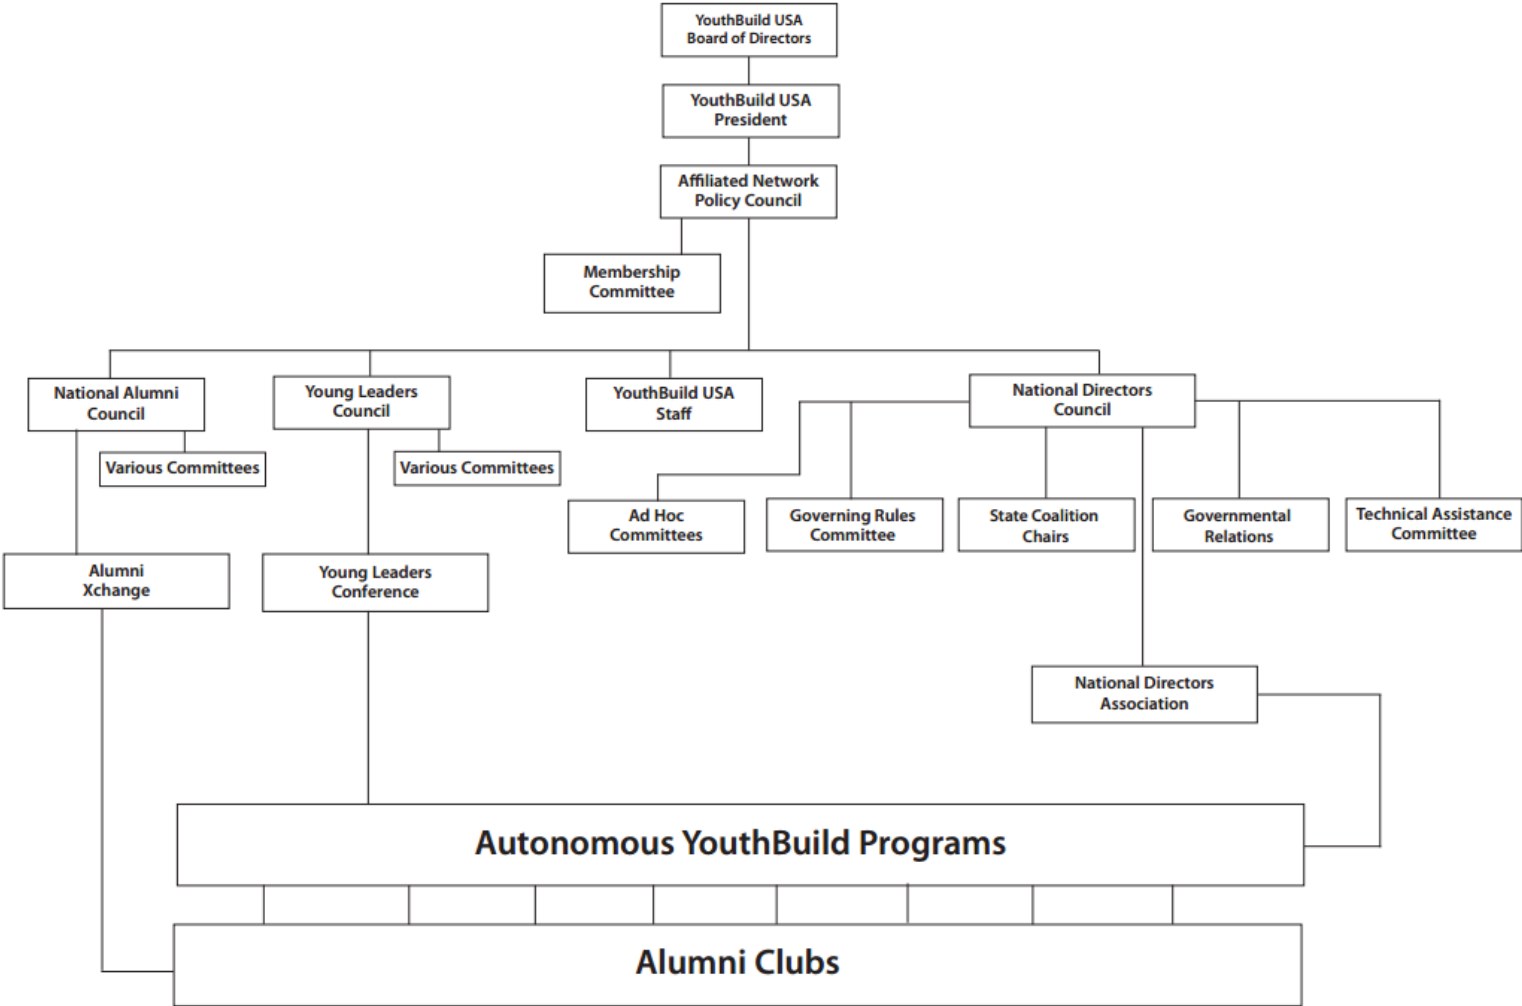 YouthBuild USA
Board of Directors
YouthBuild USA
President
Affiliated Network
Policy Council
Membership
Committee
National Alumni
Council
Young Leaders
Council
YouthBuild USA
Staff
National Directors
Council
Various Committees
Various Committees
Ad Hoc
Committees
Governing Rules
Committee
State Coalition
Chairs
Governmental
Relations
Technical Assistance
Committee
Alumni
Xchange
Young Leaders
Conference
National Directors
Association
Autonomous YouthBuild Programs
Alumni Clubs